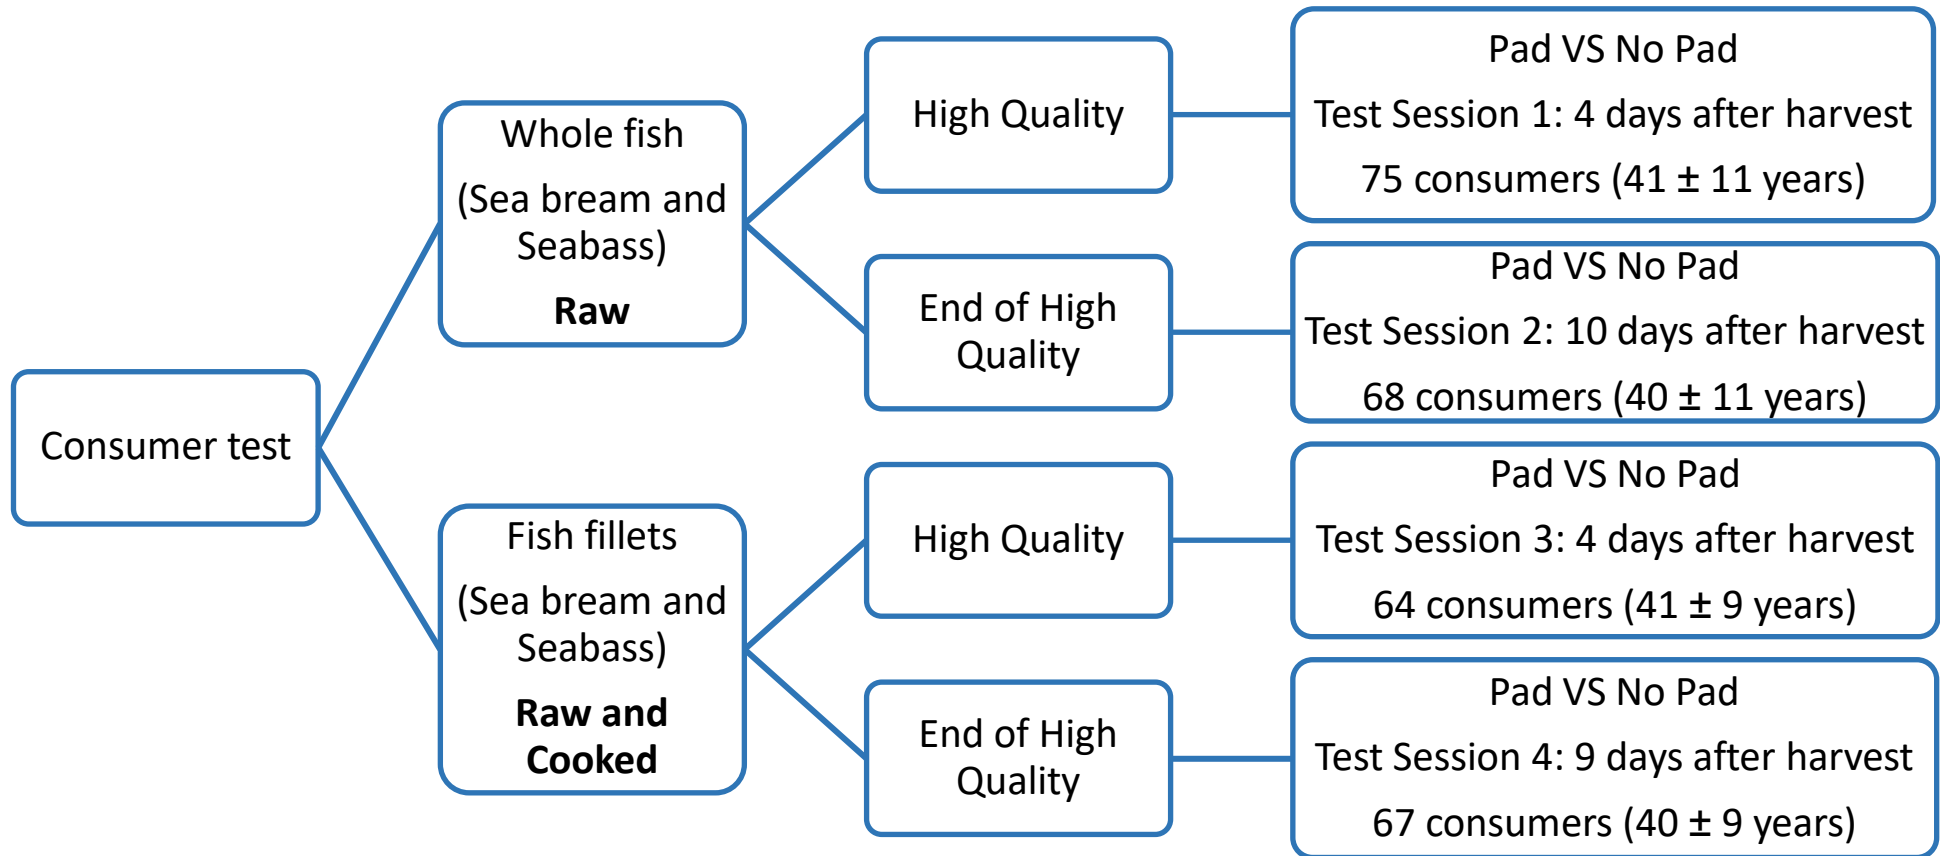 Consumer test
Whole fish
(Sea bream and
Seabass)
Raw
Fish fillets
(Sea bream and
Seabass)
Raw and
Cooked
High Quality
End of High
Quality
High Quality
End of High
Quality
Pad VS No Pad
Test Session 1: 4 days after harvest
75 consumers (41 ± 11 years)
Pad VS No Pad
Test Session 2: 10 days after harvest
68 consumers (40 ± 11 years)
Pad VS No Pad
Test Session 3: 4 days after harvest
64 consumers (41 ± 9 years)
Pad VS No Pad
Test Session 4: 9 days after harvest
67 consumers (40 ± 9 years)